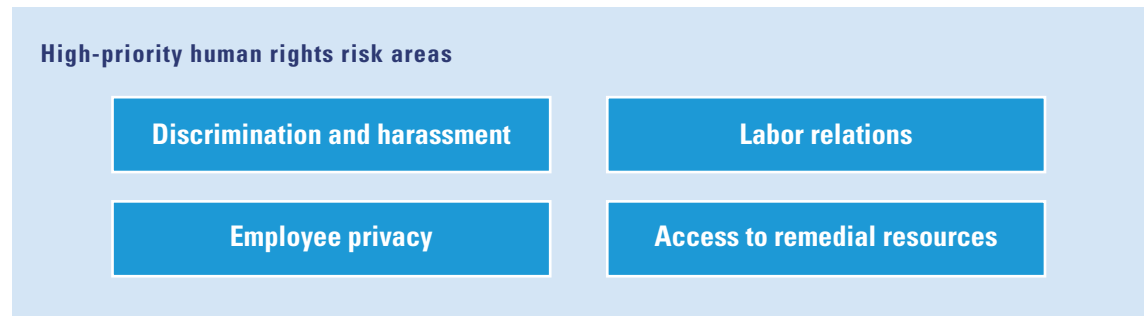 High-priority human rights risk areas
Discrimination and harassment
Labor relations
Employee privacy
Access to remedial resources